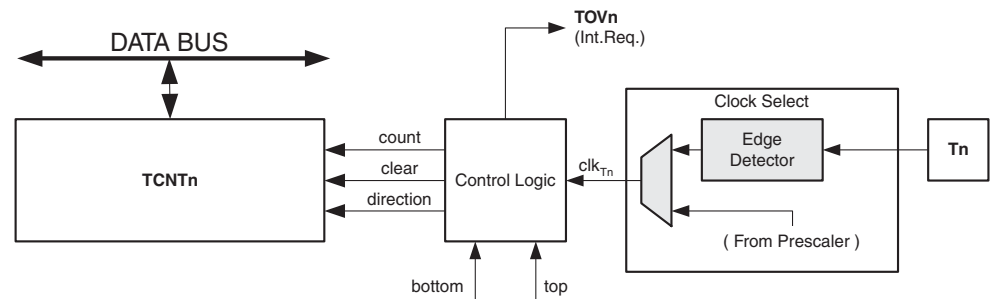 TOVn
(Int.Req.)
DATA BUS
Clock Select
count
Edge
Detector
Tn
TCNTn
clear
Control Logic
clkTn
direction
( From Prescaler )
bottom
top